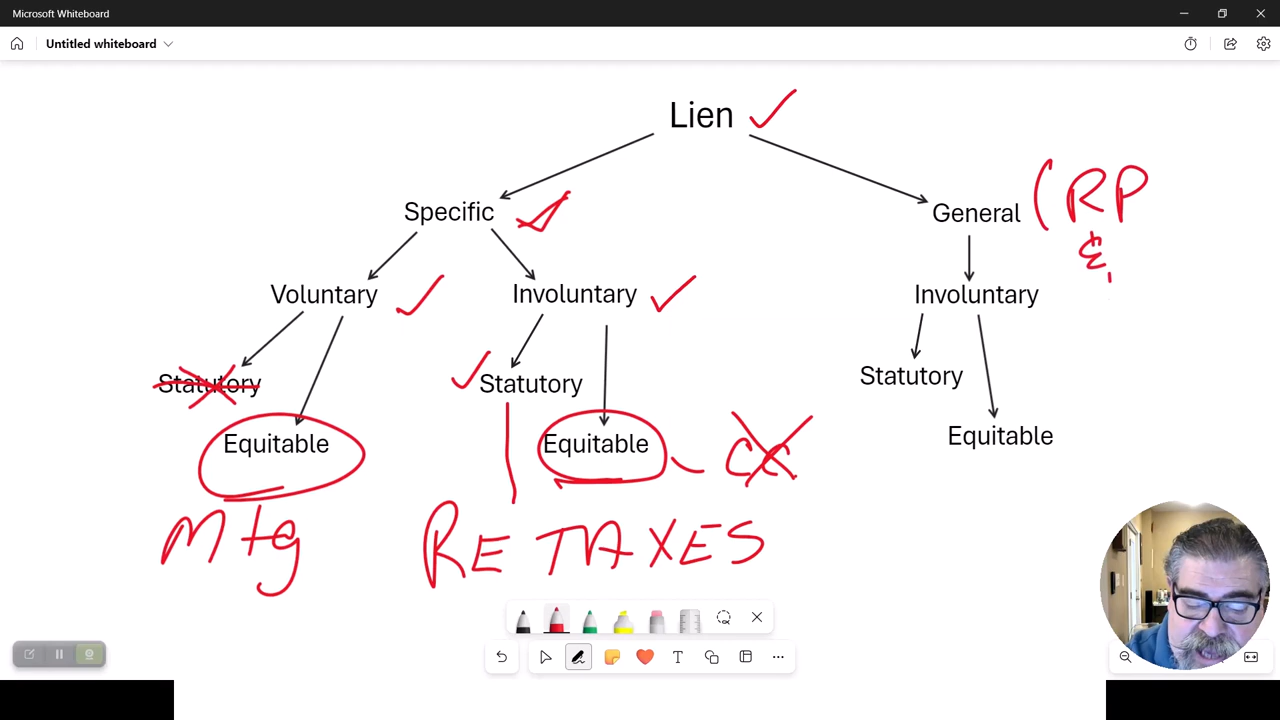 Microsoft Whiteboard
Untitled whiteboard
Lien
Specific
General (RP
&
Voluntary
Involuntary
Involuntary
Statutory
Statutory
Statutory
Equitable
Equitable
CC
Equitable
Mtg
RE TAXES